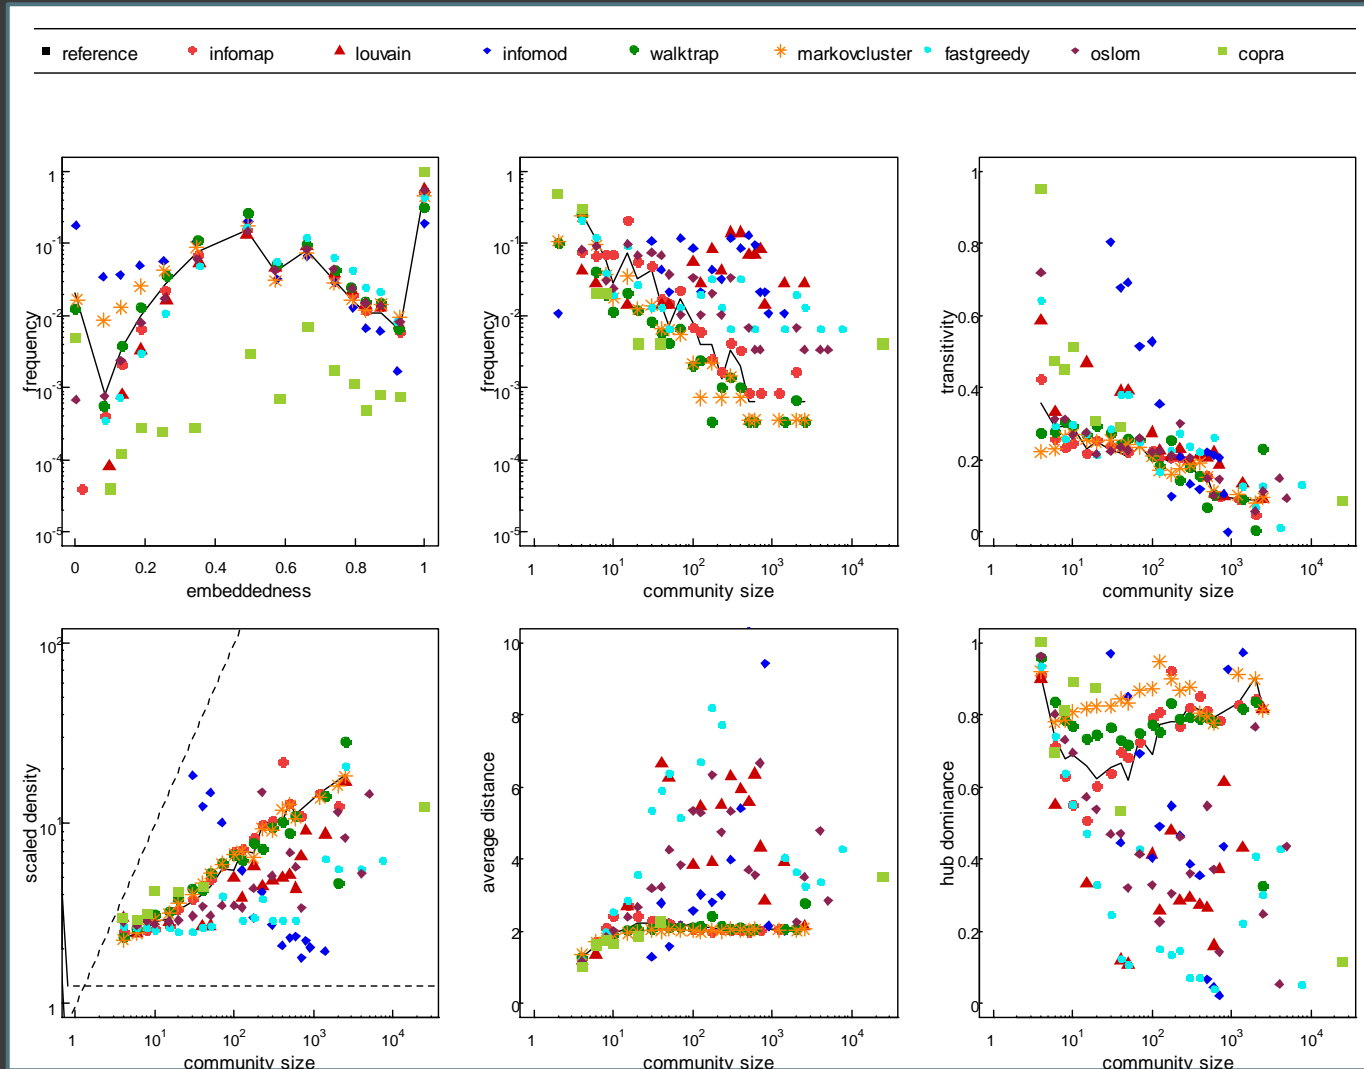 reference infomap louvain infomod walktrap markovcluster fastgreedy oslom copra
frequency
1
10-1
10-2
10-3
10-4
10-5
0 0.2 0.4 0.6 0.8 1
embeddedness
frequency
1
10-1
10-2
10-3
10-4
10-5
1 101 102 103 104
community size
transitivity
1
0.8
0.6
0.4
0.2
0
1 101 102 103 104
community size
scaled density
102
101
1
1 101 102 103 104
community size
average distance
10
8
6
4
2
0
1 101 102 103 104
community size
hub dominance
1
0.8
0.6
0.4
0.2
0
1 101 102 103 104
community size